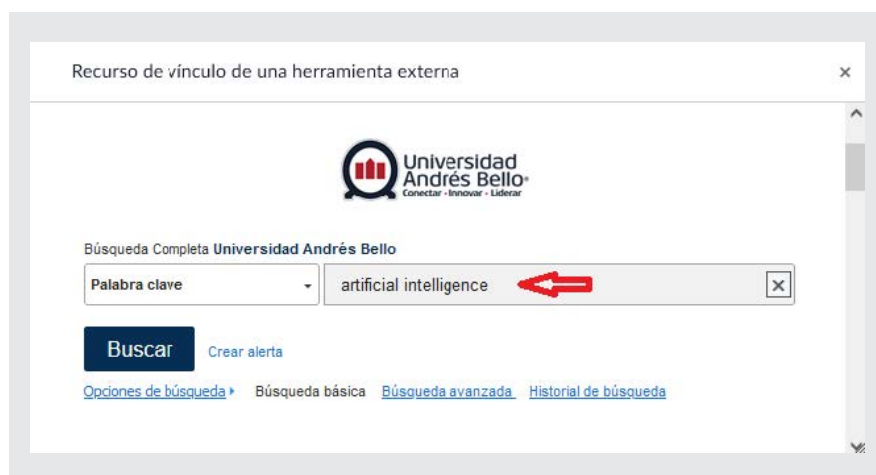 Recurso de vínculo de una herramienta externa
Universidad
Andrés Bello
Conectar · Innovar · Liderar
Búsqueda Completa Universidad Andrés Bello
Palabra clave
artificial intelligence
Buscar Crear alerta
Opciones de búsqueda Búsqueda básica Búsqueda avanzada Historial de búsqueda